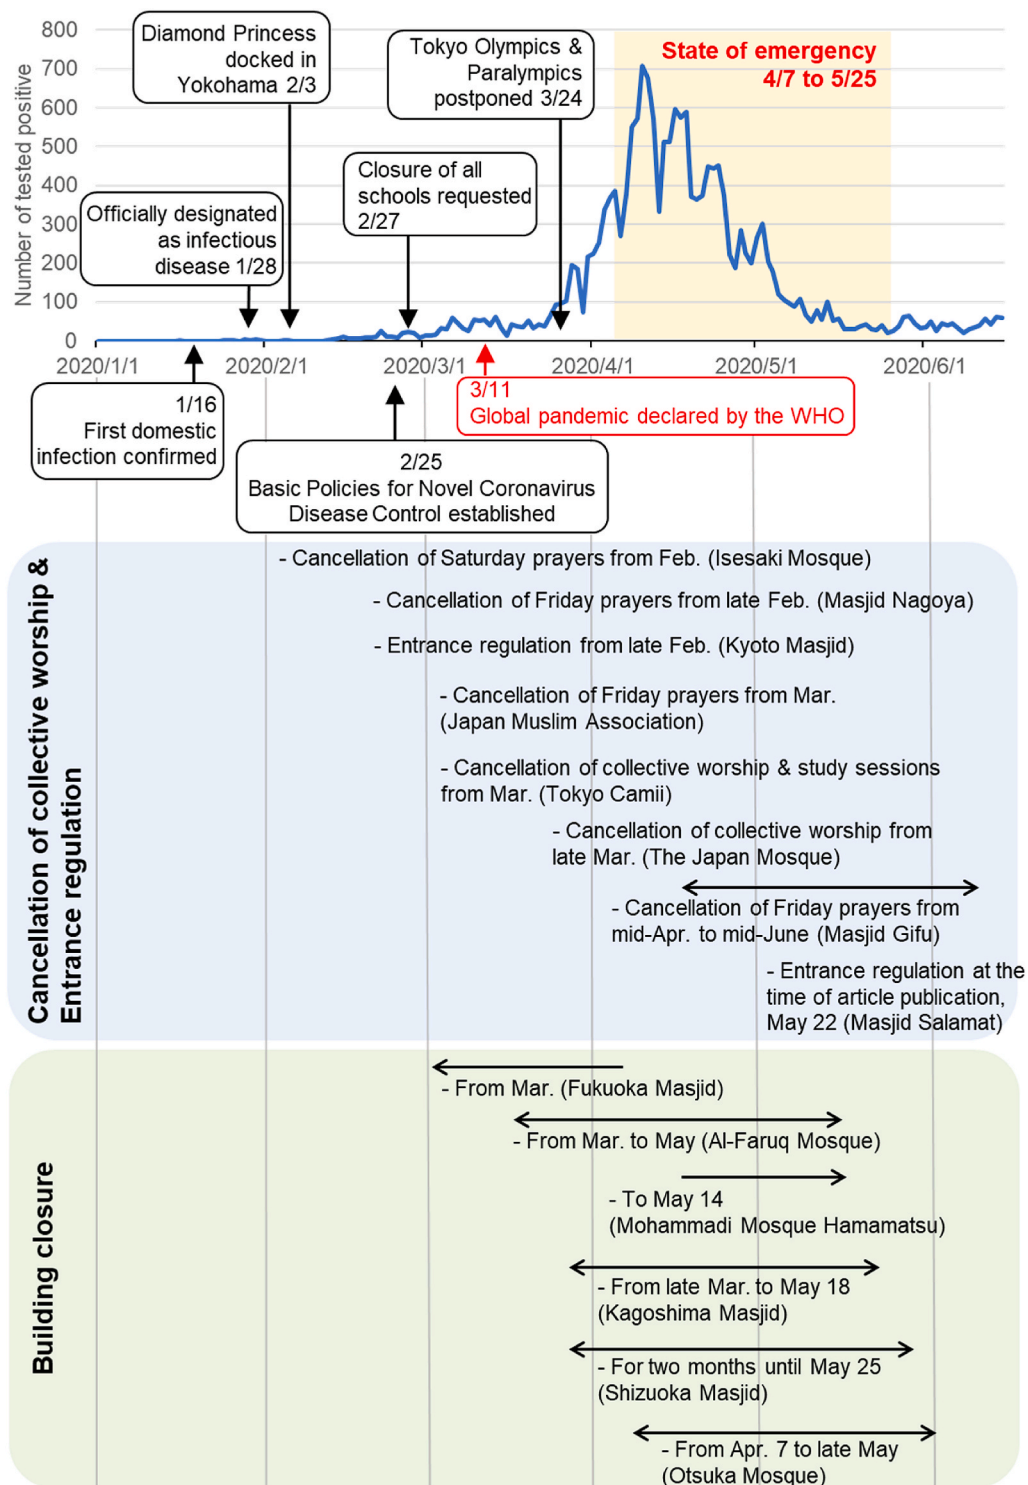 800
700
600
500
400
300
200
100
0
Number of tested positive
Diamond Princess
docked in
Yokohama 2/3
Tokyo Olympics &
Paralympics
postponed 3/24
State of emergency
4/7 to 5/25
Closure of all
schools requested
2/27
Officially designated
as infectious
disease 1/28
2020/1/1
2020/2/1
2020/3/1
2020/4/1
2020/5/1
2020/6/1
1/16
First domestic
infection confirmed
3/11
Global pandemic declared by the WHO
2/25
Basic Policies for Novel Coronavirus
Disease Control established
Cancellation of collective worship &
Entrance regulation
- Cancellation of Saturday prayers from Feb. (Isesaki Mosque)
- Cancellation of Friday prayers from late Feb. (Masjid Nagoya)
- Entrance regulation from late Feb. (Kyoto Masjid)
- Cancellation of Friday prayers from Mar.
(Japan Muslim Association)
- Cancellation of collective worship & study sessions
from Mar. (Tokyo Camii)
- Cancellation of collective worship from
late Mar. (The Japan Mosque)
- Cancellation of Friday prayers from
mid-Apr. to mid-June (Masjid Gifu)
- Entrance regulation at the
time of article publication,
May 22 (Masjid Salamat)
Building closure
- From Mar. (Fukuoka Masjid)
- From Mar. to May (Al-Faruq Mosque)
- To May 14
(Mohammadi Mosque Hamamatsu)
- From late Mar. to May 18
(Kagoshima Masjid)
- For two months until May 25
(Shizuoka Masjid)
- From Apr. 7 to late May
(Otsuka Mosque)